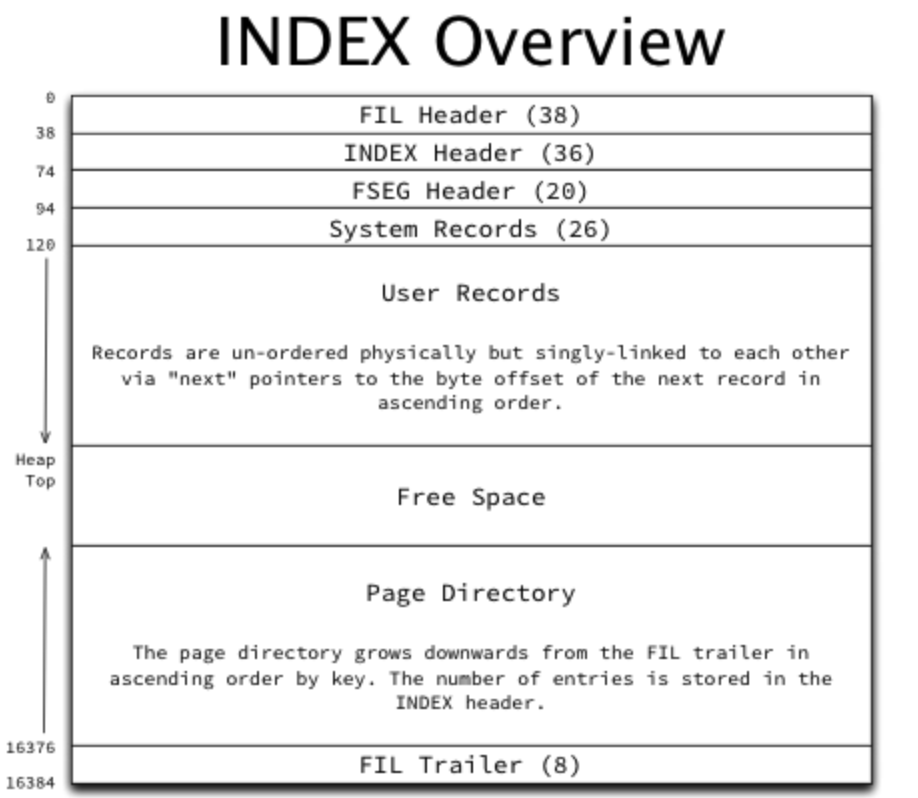 INDEX Overview
0
FIL Header (38)
38
INDEX Header (36)
74
FSEG Header (20)
94
System Records (26)
120
User Records
Records are un-ordered physically but singly-linked to each other
via "next" pointers to the byte offset of the next record in
ascending order.
Heap
Top
Free Space
Page Directory
The page directory grows downwards from the FIL trailer in
ascending order by key. The number of entries is stored in the
INDEX header.
16376
FIL Trailer (8)
16384